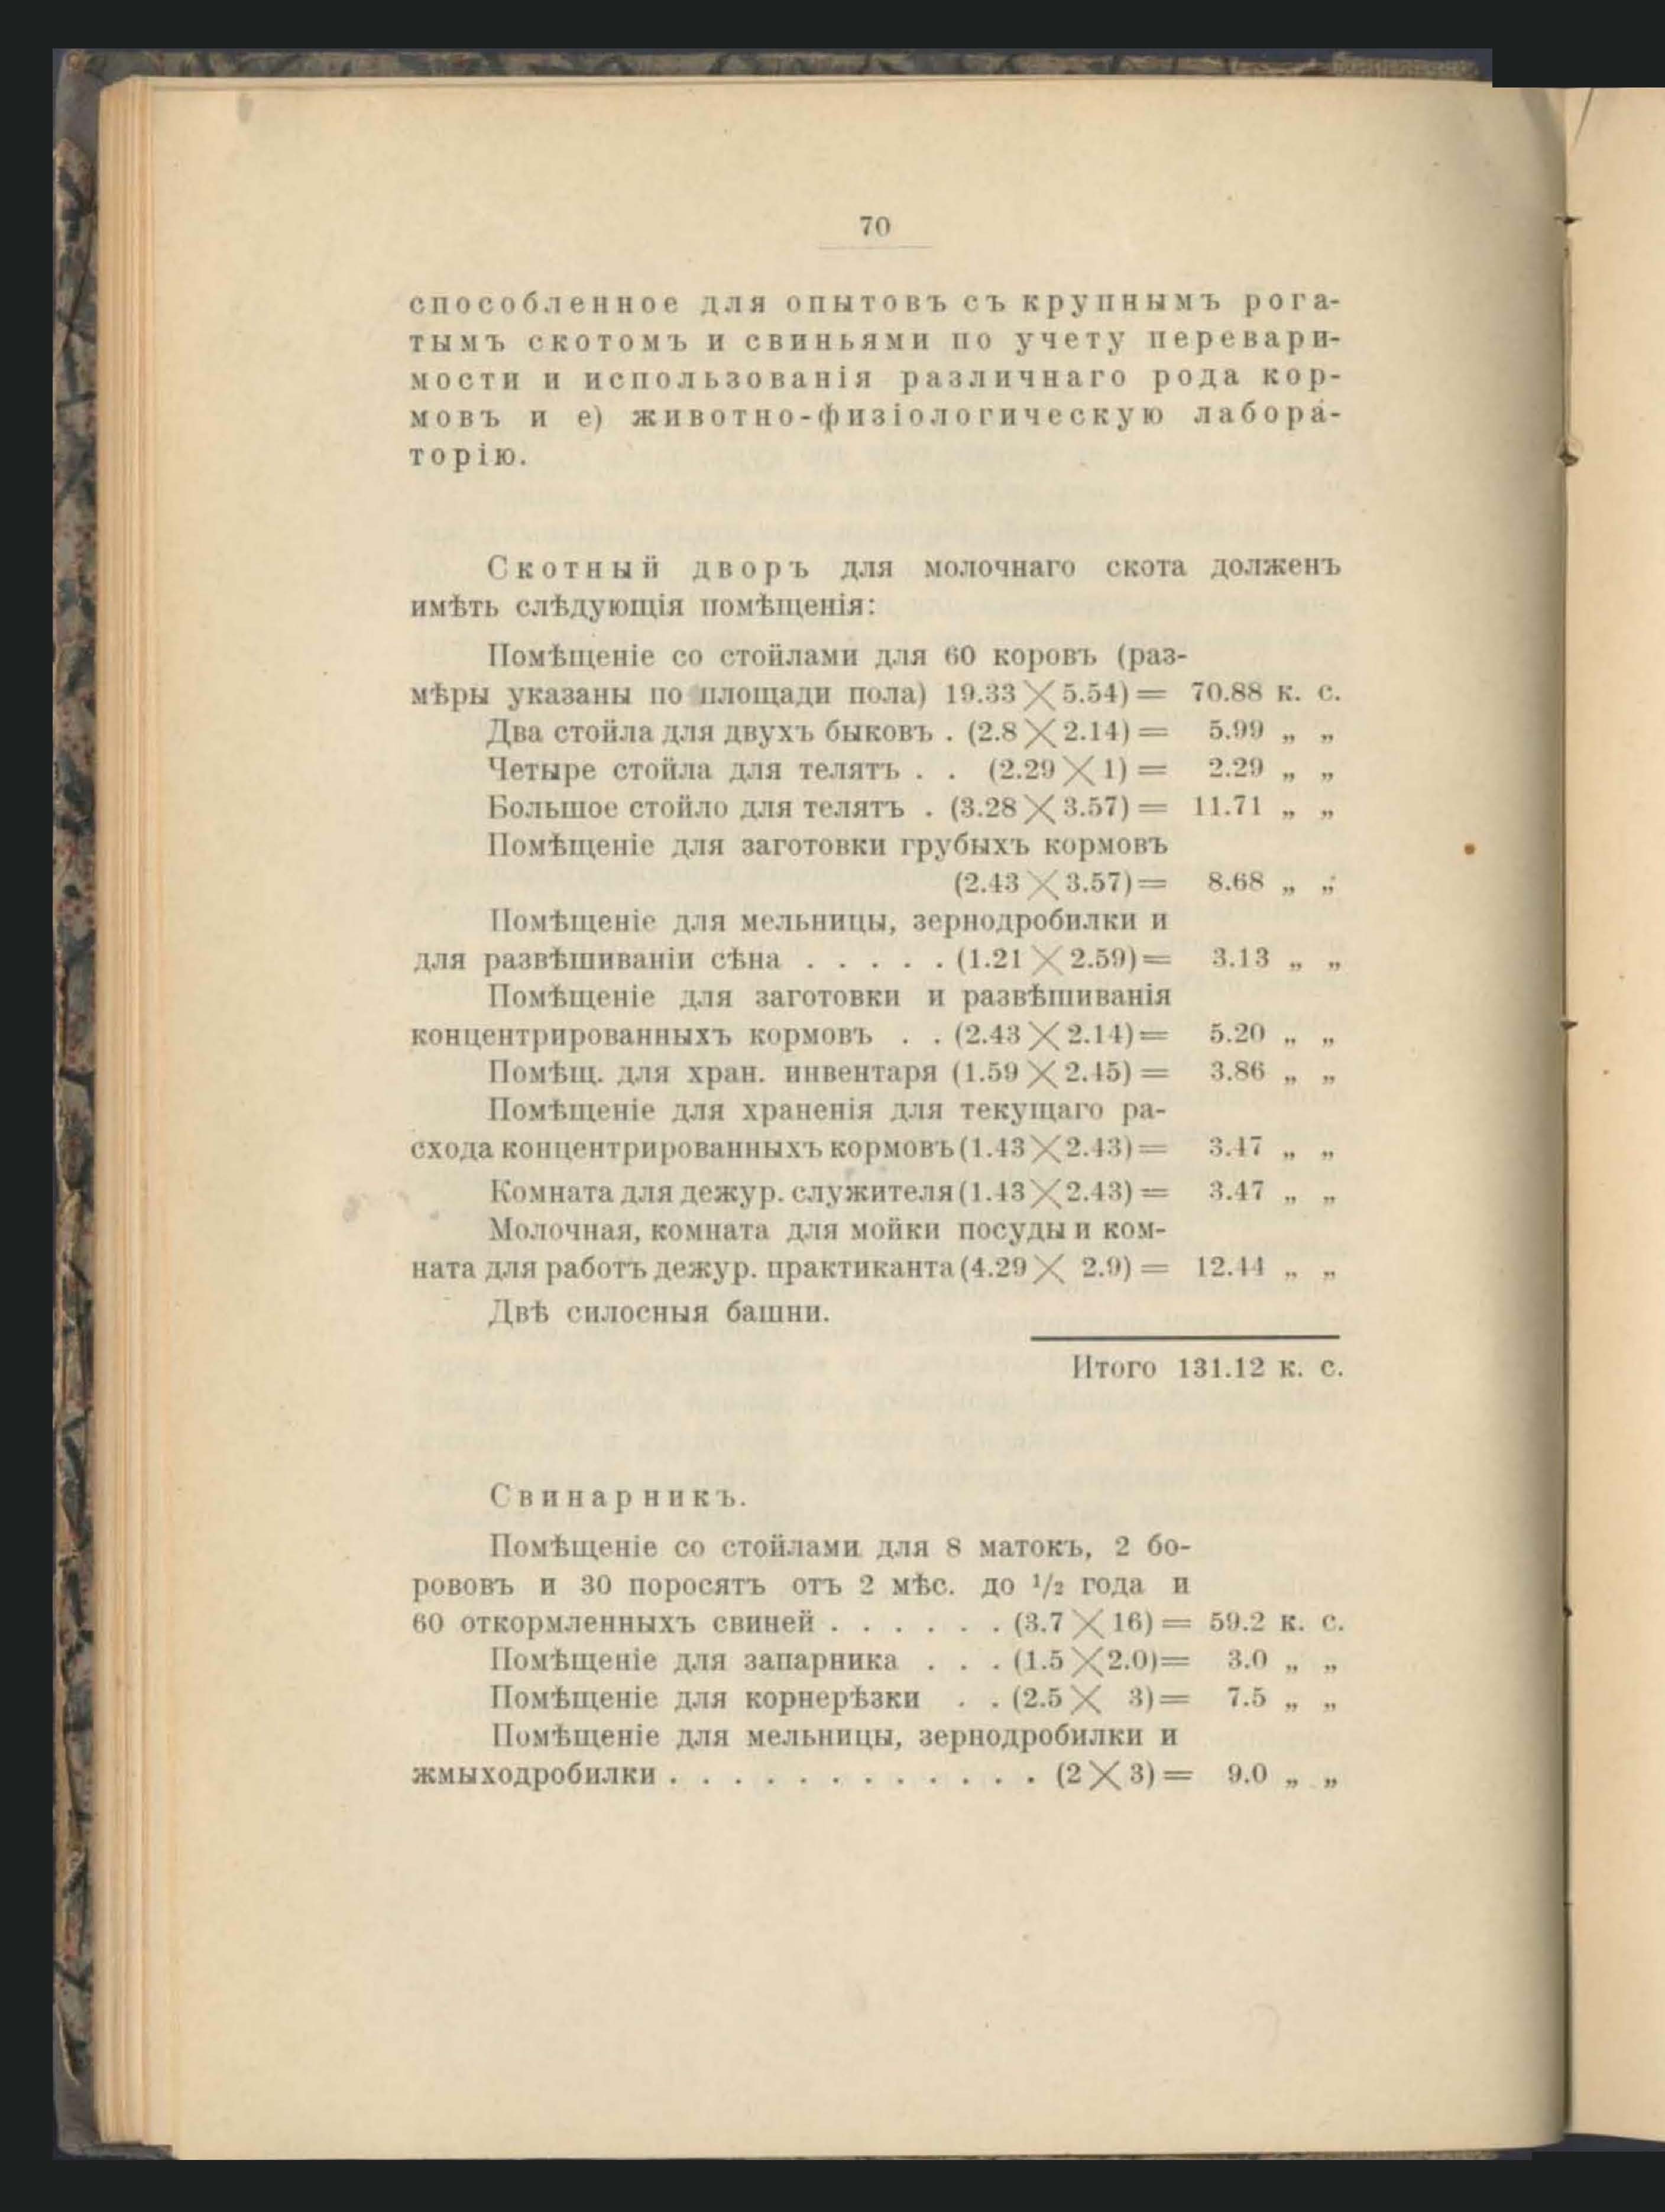 70
способленное для опытовъ съ крупнымъ рога-
тымъ скотомъ и свиньями по учету перевари-
мости и использованія различнаго рода кор-
мовъ и е) животно-физіологическую лабора-
торію.
Скотный дворъ для молочнаго скота долженъ
имѣть слѣдующія помѣщенія:
Помѣщеніе со стойлами для 60 коровъ (раз-
мѣры указаны по площади пола) 19.33 × 5.54) = 70.88 к. с.
Два стойла для двухъ быковъ . (2.8 × 2.14) = 5.99 „ „
Четыре стойла для телятъ . . (2.29 × 1) = 2.29 „ „
Большое стойло для телятъ . (3.28 × 3.57) = 11.71 „ „
Помѣщеніе для заготовки грубыхъ кормовъ
(2.43 × 3.57) = 8.68 „ „
Помѣщеніе для мельницы, зернодробилки и
для развѣшиваніи сѣна . . . . . (1.21 × 2.59) = 3.13 „ „
Помѣщеніе для заготовки и развѣшиванія
концентрированныхъ кормовъ . . (2.43 × 2.14) = 5.20 „ „
Помѣщ. для хран. инвентаря (1.59 × 2.45) = 3.86 „ „
Помѣщеніе для храненія для текущаго ра-
схода концентрированныхъ кормовъ (1.43 × 2.43) = 3.47 „ „
Комната для дежур. служителя (1.43 × 2.43) = 3.47 „ „
Молочная, комната для мойки посуды и ком-
ната для работъ дежур. практиканта (4.29 × 2.9) = 12.44 „ „
Двѣ силосныя башни.
Итого 131.12 к. с.
Свинарникъ.
Помѣщеніе со стойлами для 8 матокъ, 2 бо-
рововъ и 30 поросятъ отъ 2 мѣс. до 1/2 года и
60 откормленныхъ свиней . . . . . . (3.7 × 16) = 59.2 к. с.
Помѣщеніе для запарника . . . (1.5 × 2.0) = 3.0 „ „
Помѣщеніе для корнерѣзки . . (2.5 × 3) = 7.5 „ „
Помѣщеніе для мельницы, зернодробилки и
жмыходробилки . . . . . . . . . . . . (2 × 3) = 9.0 „ „